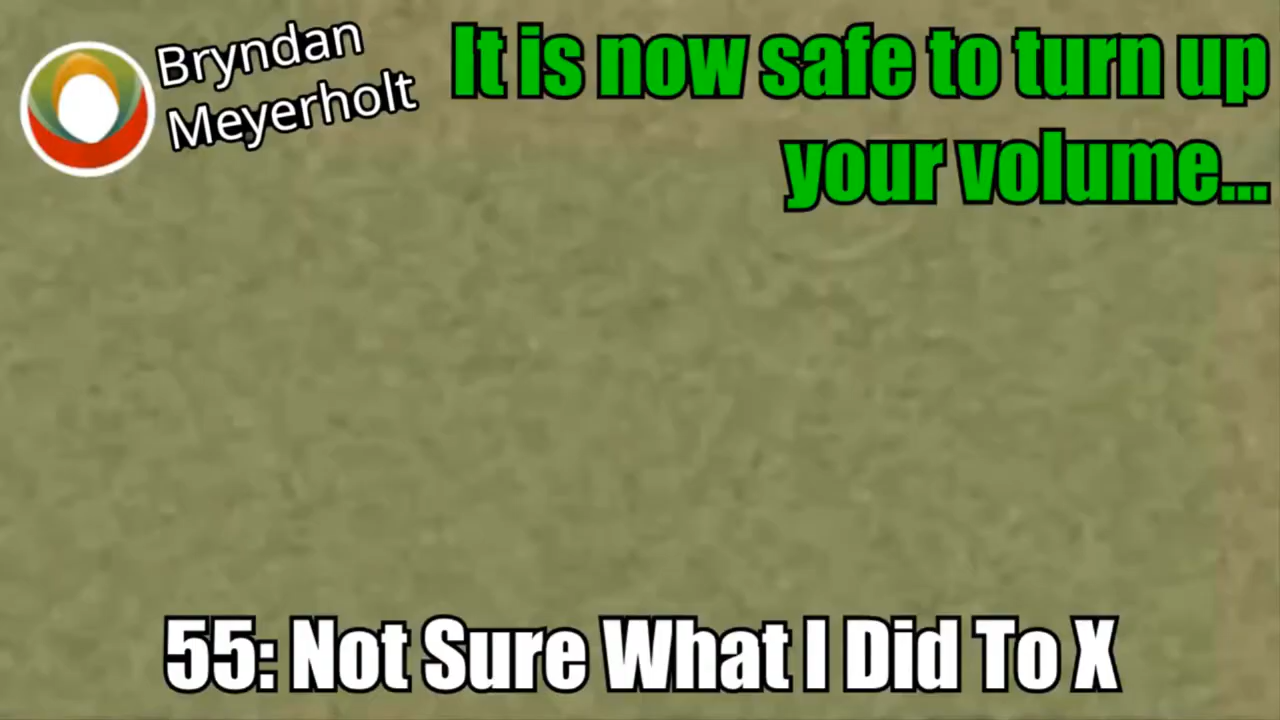 Bryndan
Meyerholt
It is now safe to turn up
your volume...
55: Not Sure What I Did To X